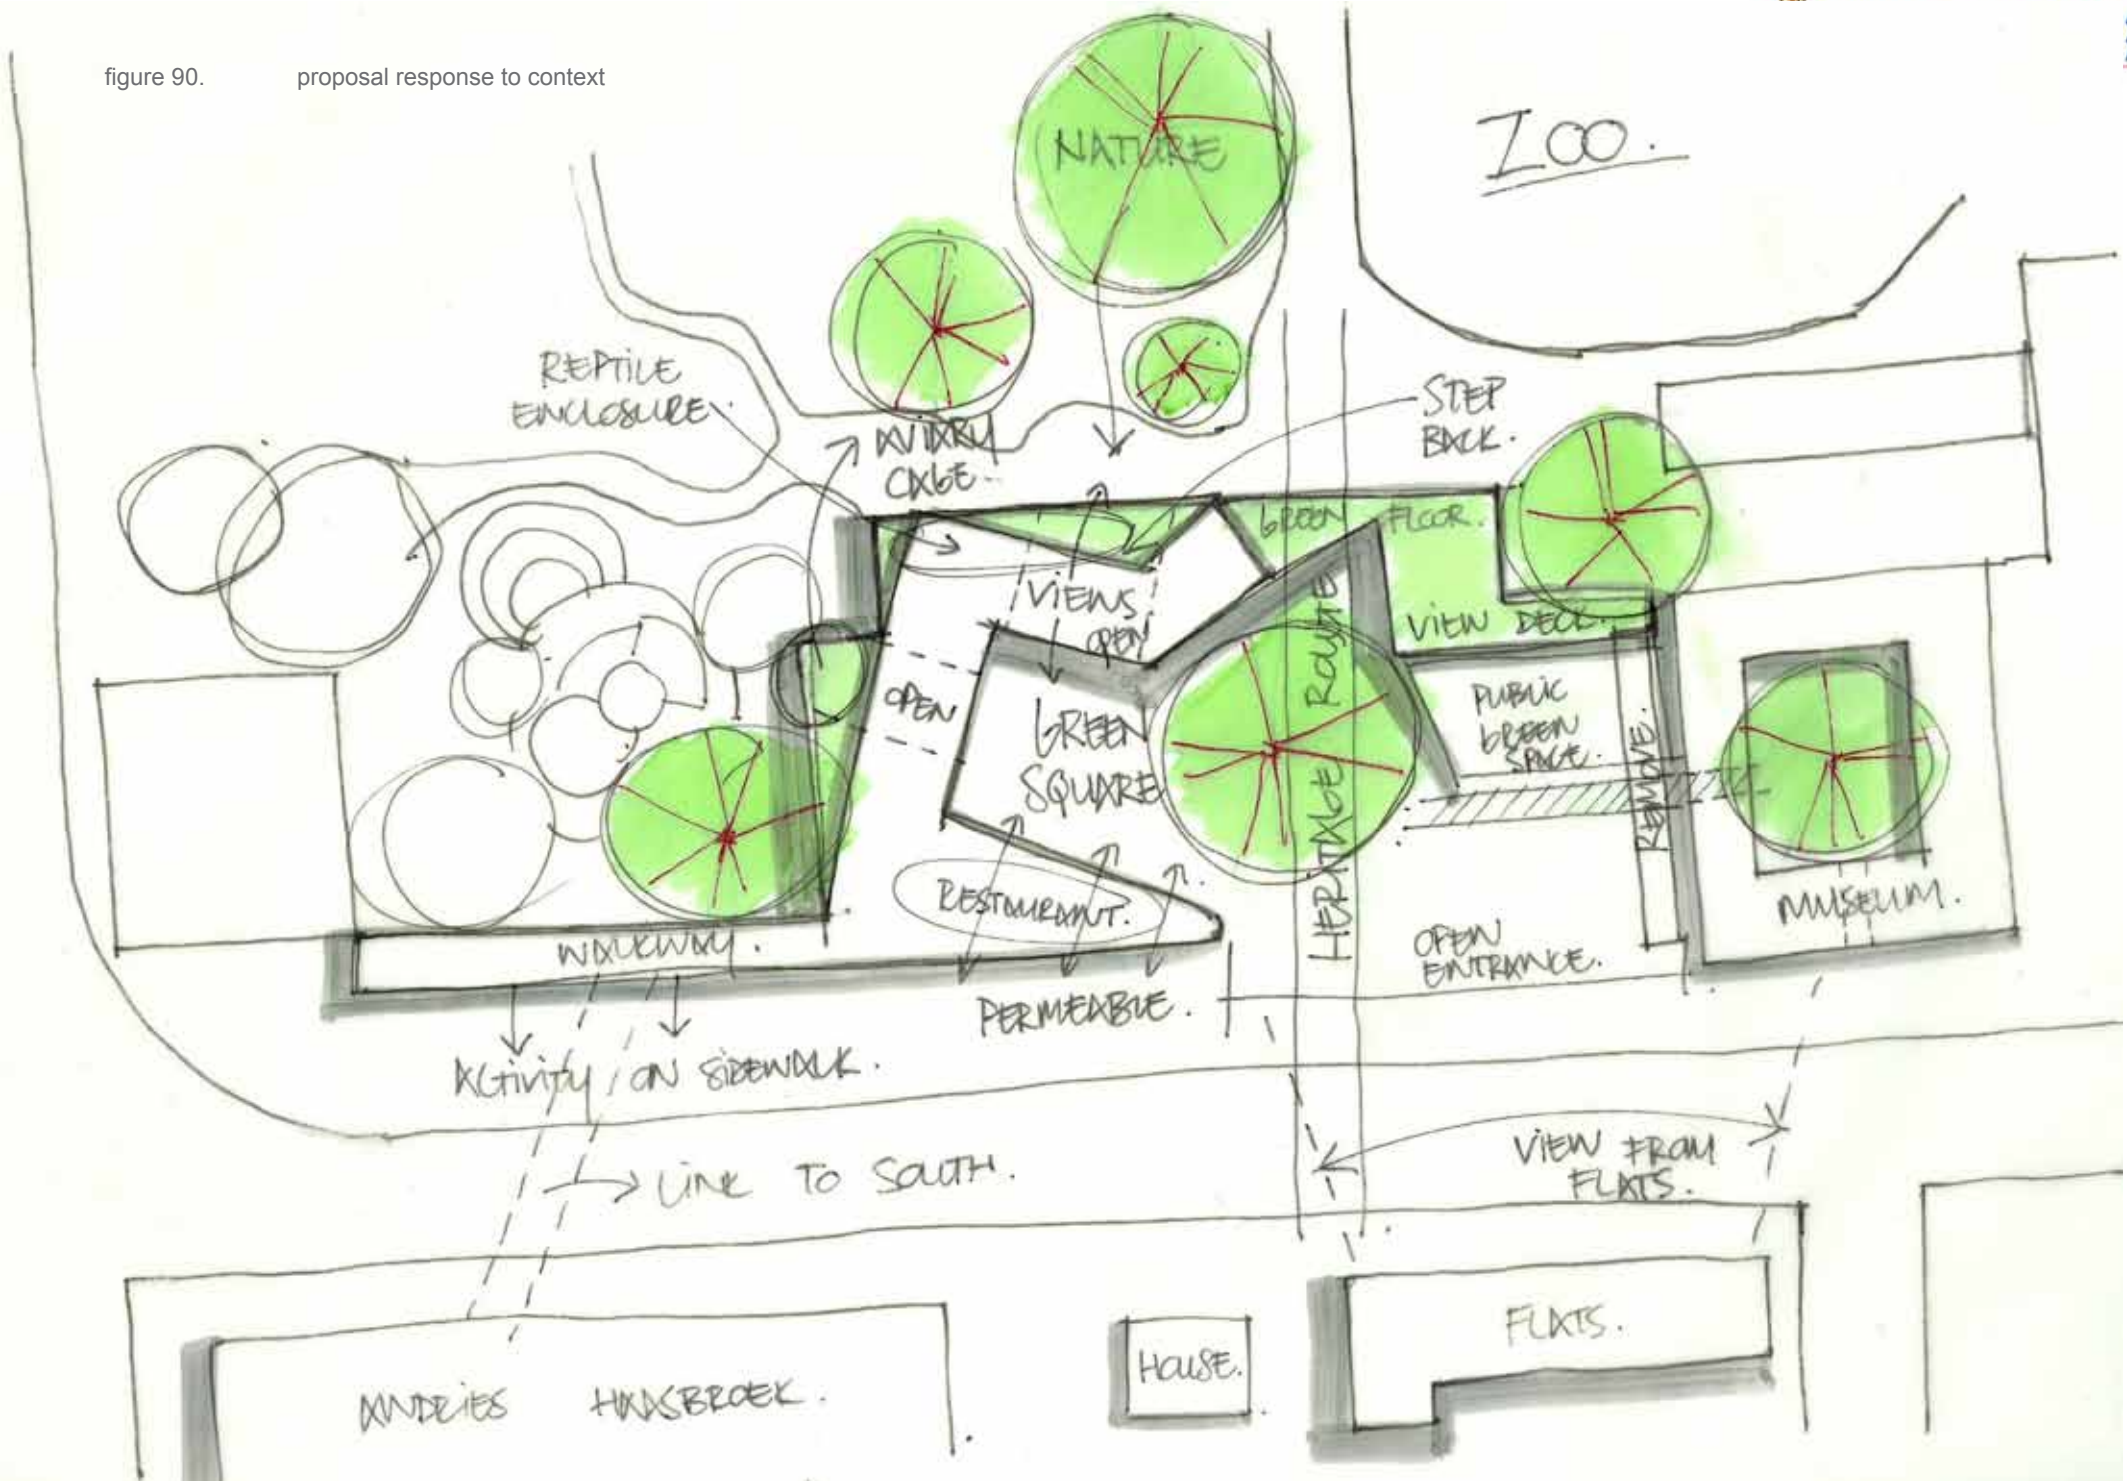 figure 90. proposal response to context
NATURE
ZOO.
REPTILE
ENCLOSURE
AVIARY
CAGE
STEP
BACK.
GREEN FLOOR.
VIEWS
OPEN
VIEW DECK.
HERITAGE ROUTE
OPEN
GREEN
SQUARE
PUBLIC
GREEN
SPACE.
REMOVE.
RESTAURANT.
MUSEUM.
WALKWAY.
OPEN
ENTRANCE.
PERMEABLE.
ACTIVITY ON SIDEWALK.
LINK TO SOUTH.
VIEW FROM
FLATS.
FLATS.
HOUSE.
ANDRIES HAASBROEK.